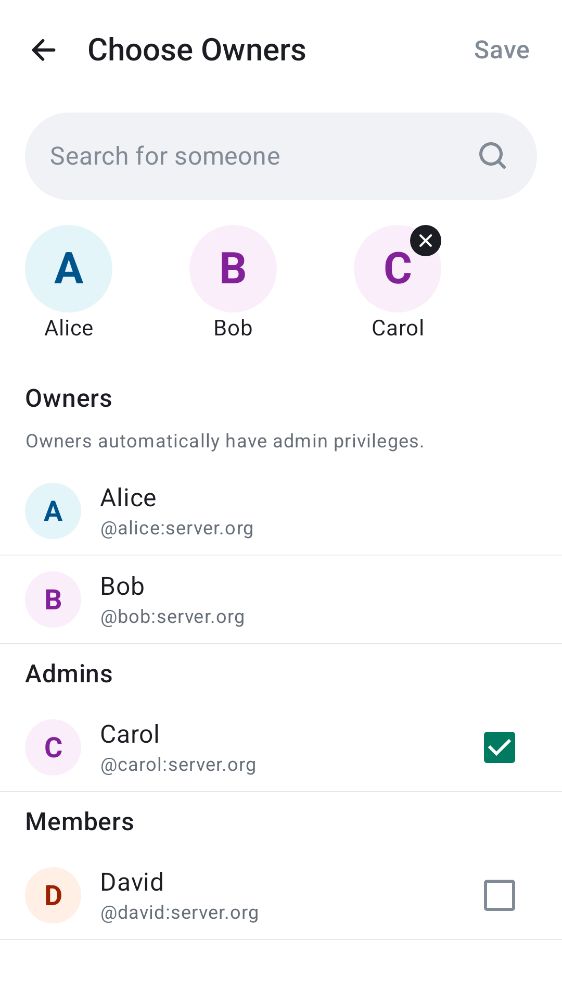 Choose Owners
Save
Search for someone
A
B
C
Alice
Bob
Carol
Owners
Owners automatically have admin privileges.
A
Alice
@alice:server.org
B
Bob
@bob:server.org
Admins
C
Carol
@carol:server.org
Members
D
David
@david:server.org